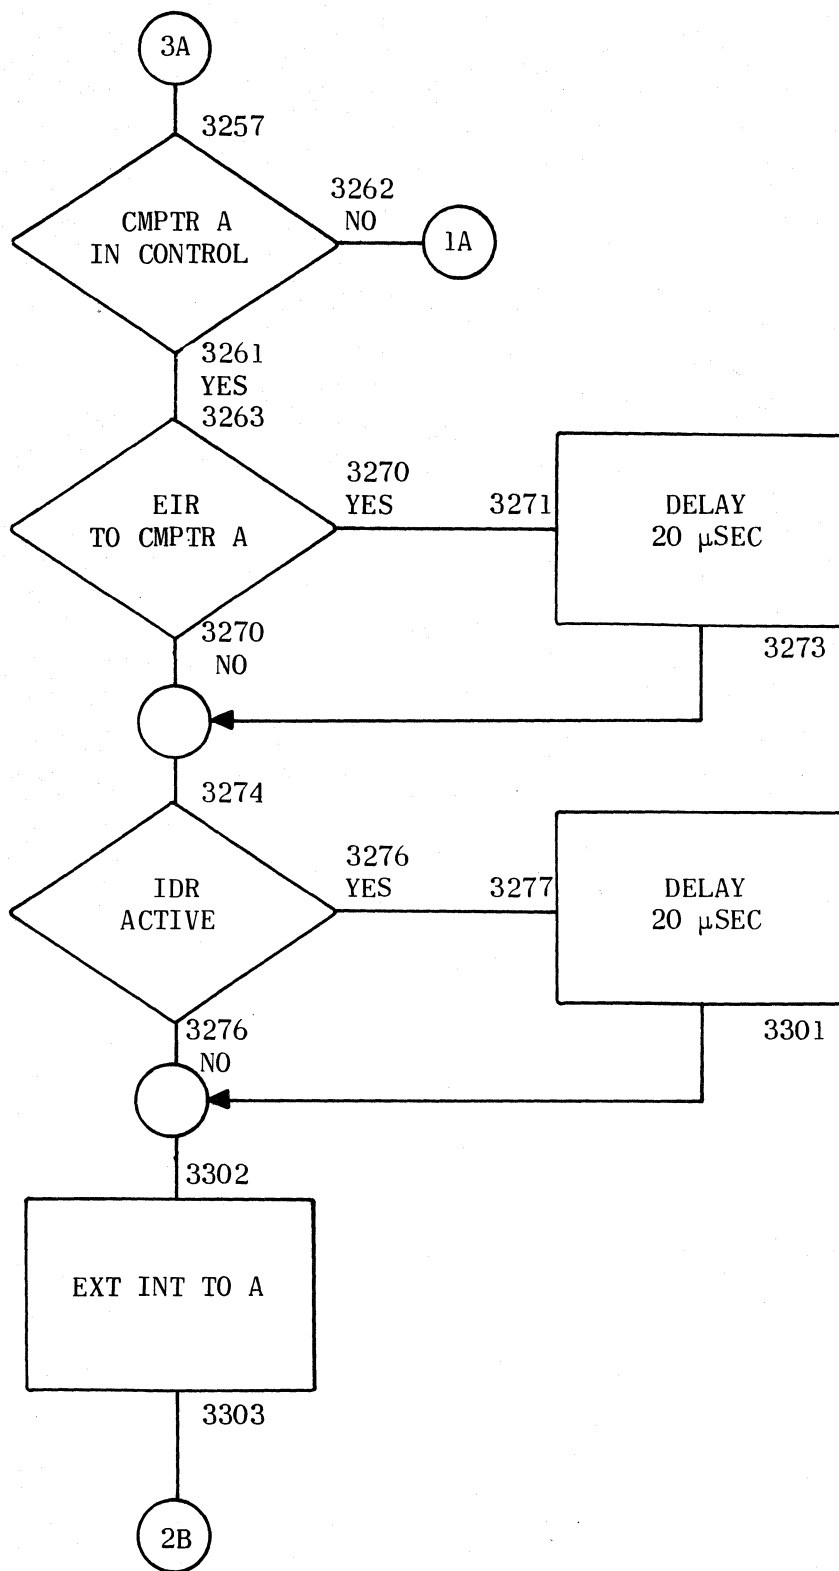 3A
3257
CMPTR A
IN CONTROL
3262
NO
1A
3261
YES
3263
EIR
TO CMPTR A
3270
YES
3271
DELAY
20 μSEC
3273
3270
NO
3274
IDR
ACTIVE
3276
YES
3277
DELAY
20 μSEC
3301
3276
NO
3302
EXT INT TO A
3303
2B